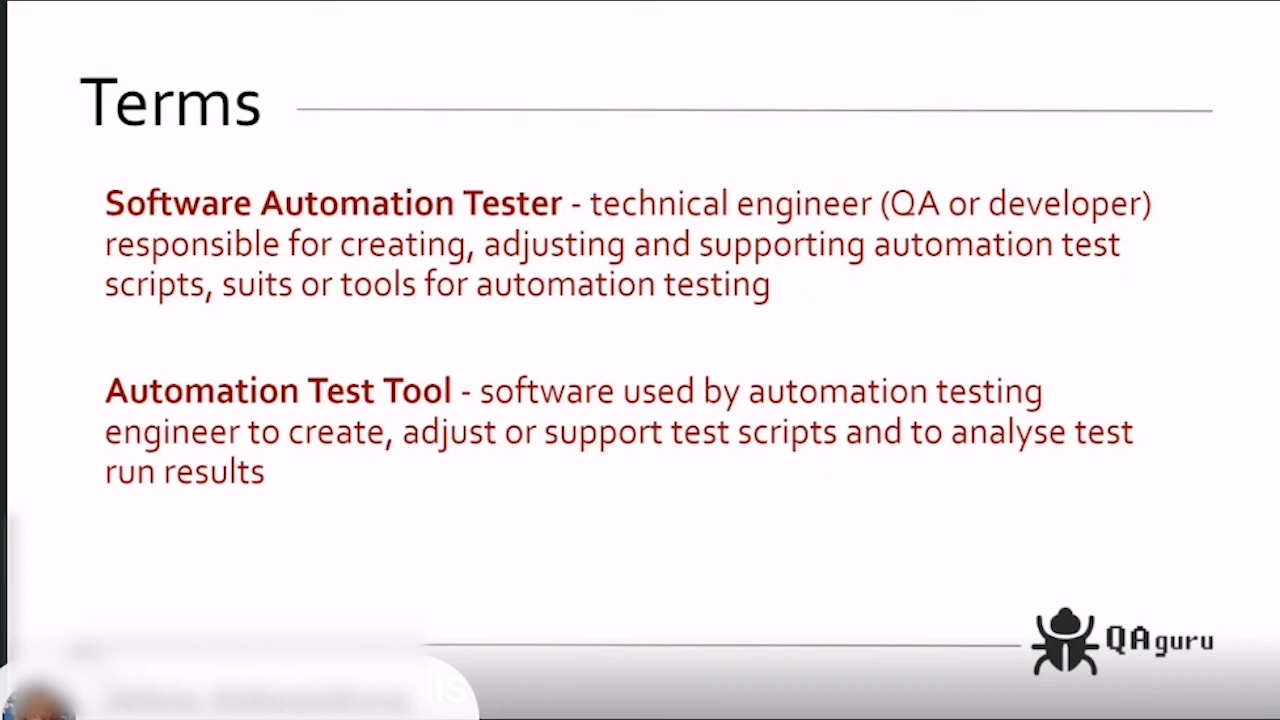 Terms
Software Automation Tester - technical engineer (QA or developer)
responsible for creating, adjusting and supporting automation test
scripts, suits or tools for automation testing
Automation Test Tool - software used by automation testing
engineer to create, adjust or support test scripts and to analyse test
run results
QAguru